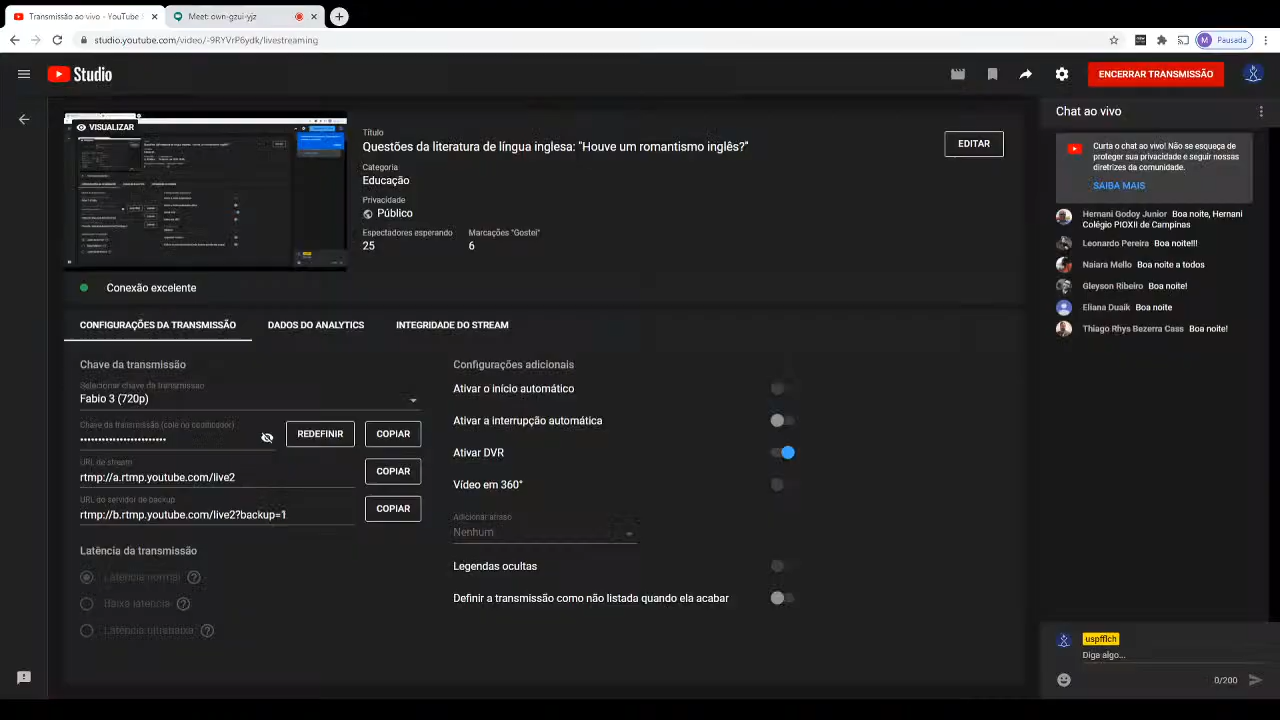 Transmissão ao vivo - YouTube
Meet: own-gzui-yjz
studio.youtube.com/video/-9RYVrP6ydk/livestreaming
M Pausada
Studio
ENCERRAR TRANSMISSÃO
VISUALIZAR
Título
Questões da literatura de língua inglesa: "Houve um romantismo inglês?"
Categoria
Educação
Privacidade
Público
Espectadores esperando
25
Marcações "Gostei"
6
EDITAR
Conexão excelente
CONFIGURAÇÕES DA TRANSMISSÃO
DADOS DO ANALYTICS
INTEGRIDADE DO STREAM
Chave da transmissão
Selecionar chave da transmissão
Fabio 3 (720p)
Chave da transmissão (cole no codificador)
REDEFINIR
COPIAR
URL de stream
rtmp://a.rtmp.youtube.com/live2
COPIAR
URL do servidor de backup
rtmp://b.rtmp.youtube.com/live2?backup=1
COPIAR
Latência da transmissão
Latência normal
Baixa latência
Latência ultrabaixa
Configurações adicionais
Ativar o início automático
Ativar a interrupção automática
Ativar DVR
Vídeo em 360°
Adicionar atraso
Nenhum
Legendas ocultas
Definir a transmissão como não listada quando ela acabar
Chat ao vivo
Curta o chat ao vivo! Não se esqueça de
proteger sua privacidade e seguir nossas
diretrizes da comunidade.
SAIBA MAIS
Hernani Godoy Junior Boa noite, Hernani
Colégio PIOXII de Campinas
Leonardo Pereira Boa noite!!!
Naiara Mello Boa noite a todos
Gleyson Ribeiro Boa noite!
Eliana Duaik Boa noite
Thiago Rhys Bezerra Cass Boa noite!
uspfflch
Diga algo...
0/200